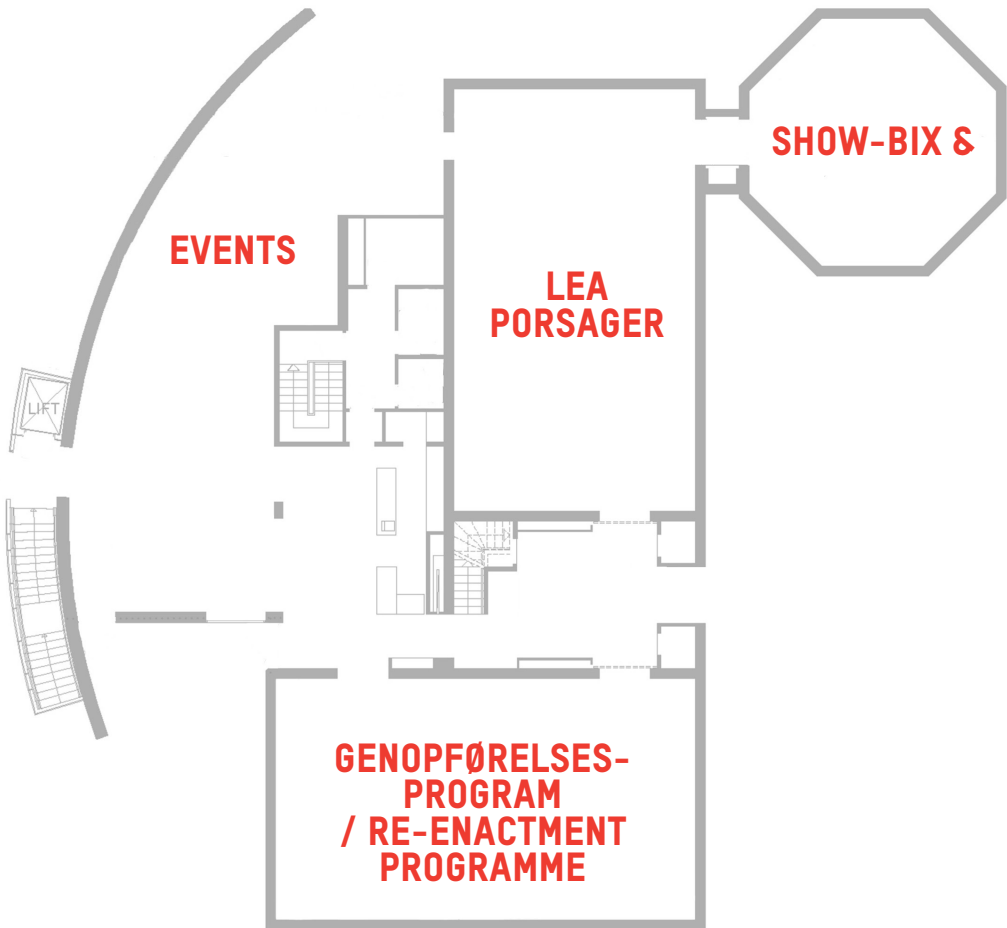 SHOW-BIX &
EVENTS
LEA
PORSAGER
LIFT
GENOPFØRELSES-
PROGRAM
/ RE-ENACTMENT
PROGRAMME